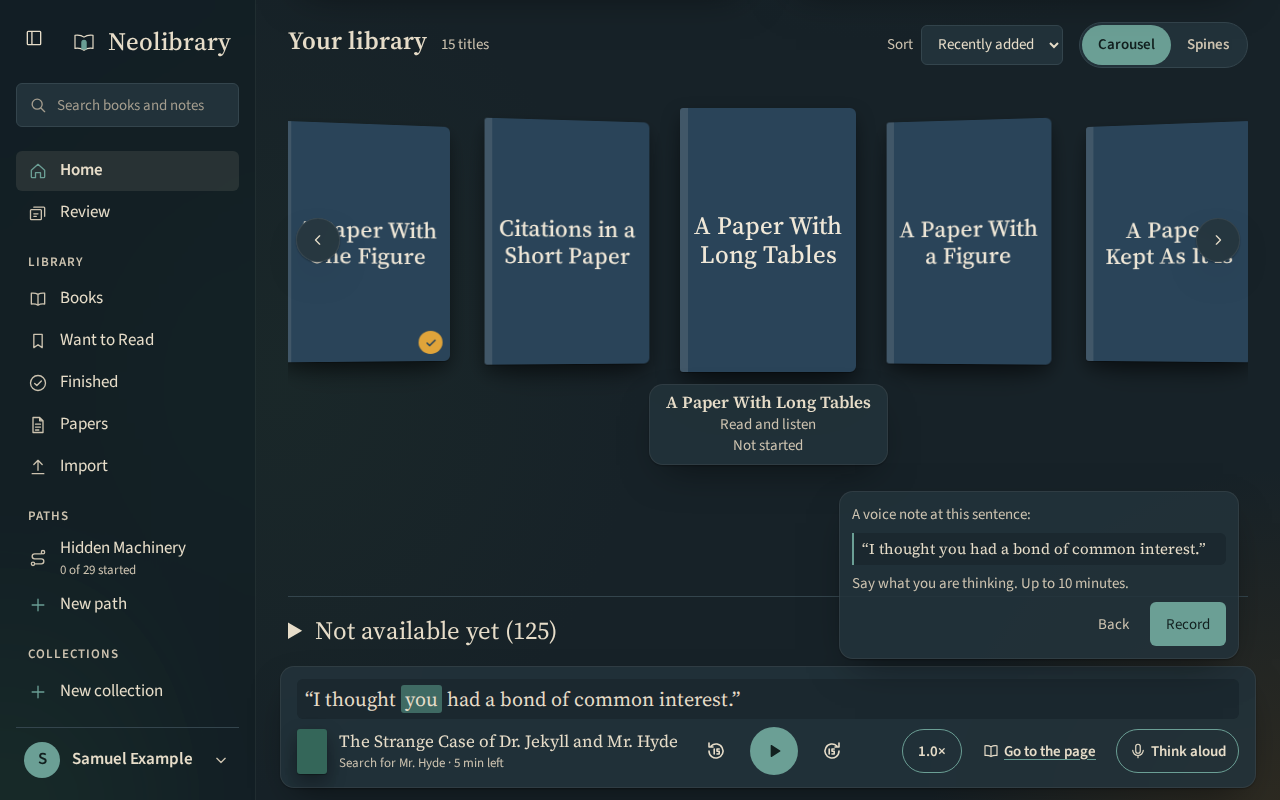 Neolibrary
Search books and notes
Home
Review
LIBRARY
Books
Want to Read
Finished
Papers
Import
PATHS
Hidden Machinery
0 of 29 started
New path
COLLECTIONS
New collection
S
Samuel Example
Your library
15 titles
Sort
Recently added
Carousel
Spines
Paper With
Figure
Citations in a
Short Paper
A Paper With
Long Tables
A Paper With
a Figure
A Paper
Kept As It Is
A Paper With Long Tables
Read and listen
Not started
A voice note at this sentence:
“I thought you had a bond of common interest.”
Say what you are thinking. Up to 10 minutes.
Back
Record
Not available yet (125)
“I thought you had a bond of common interest.”
The Strange Case of Dr. Jekyll and Mr. Hyde
Search for Mr. Hyde · 5 min left
15
15
1.0×
Go to the page
Think aloud